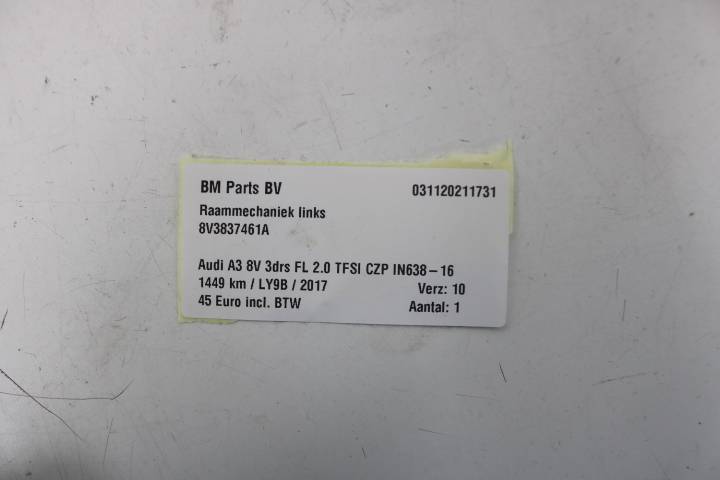 BM Parts BV 031120211731
Raammechaniek links
8V3837461A
Audi A3 8V 3drs FL 2.0 TFSI CZP IN638-16
1449 km / LY9B / 2017 Verz: 10
45 Euro incl. BTW Aantal: 1